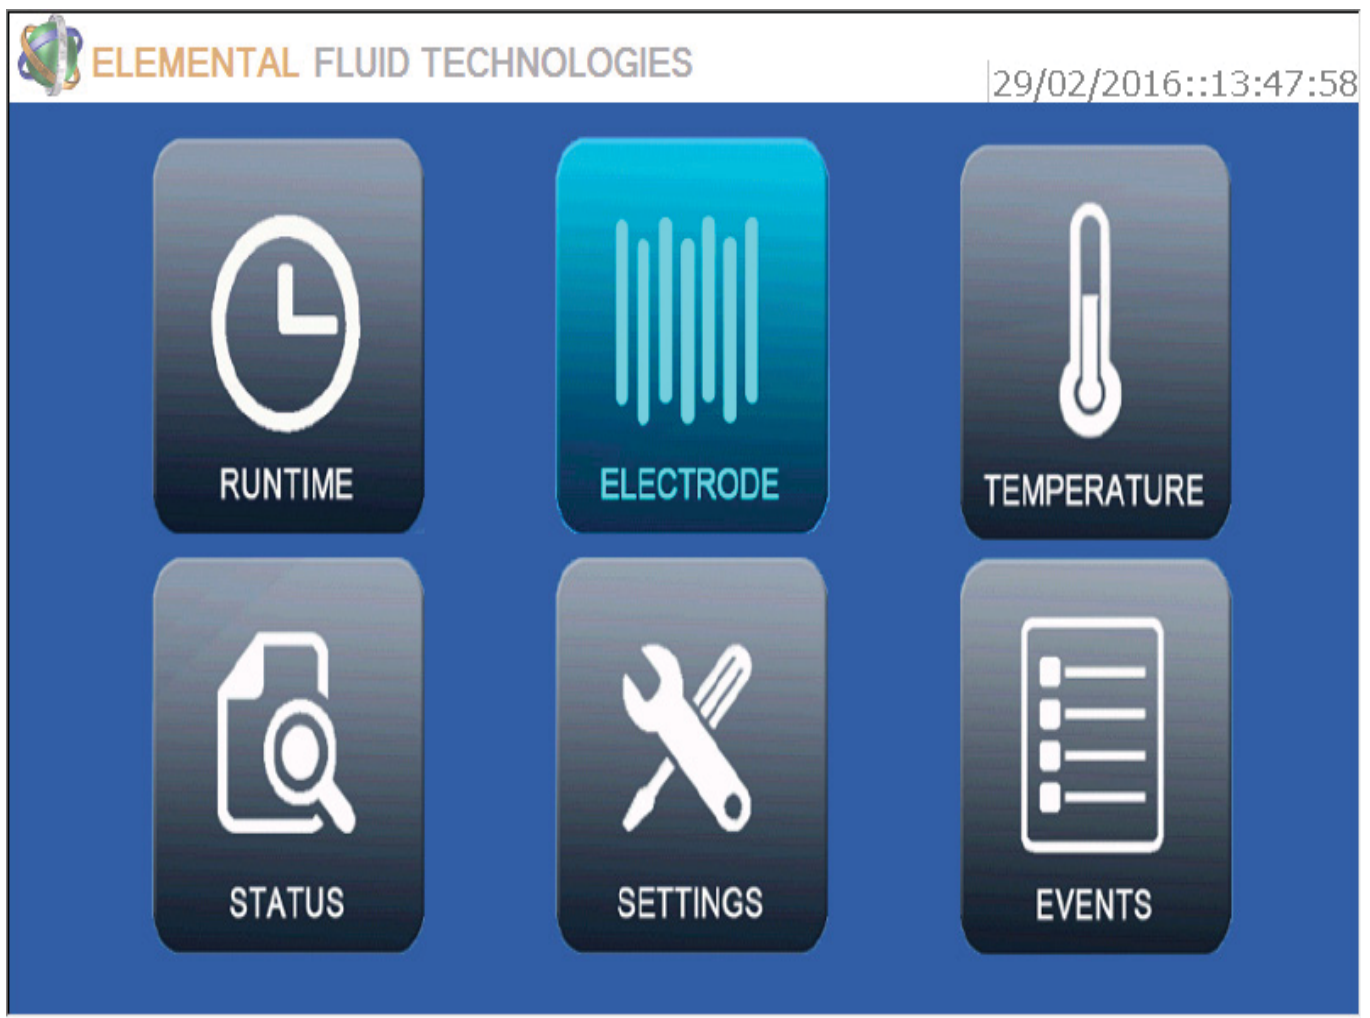 ELEMENTAL FLUID TECHNOLOGIES
29/02/2016::13:47:58
RUNTIME
ELECTRODE
TEMPERATURE
STATUS
SETTINGS
EVENTS